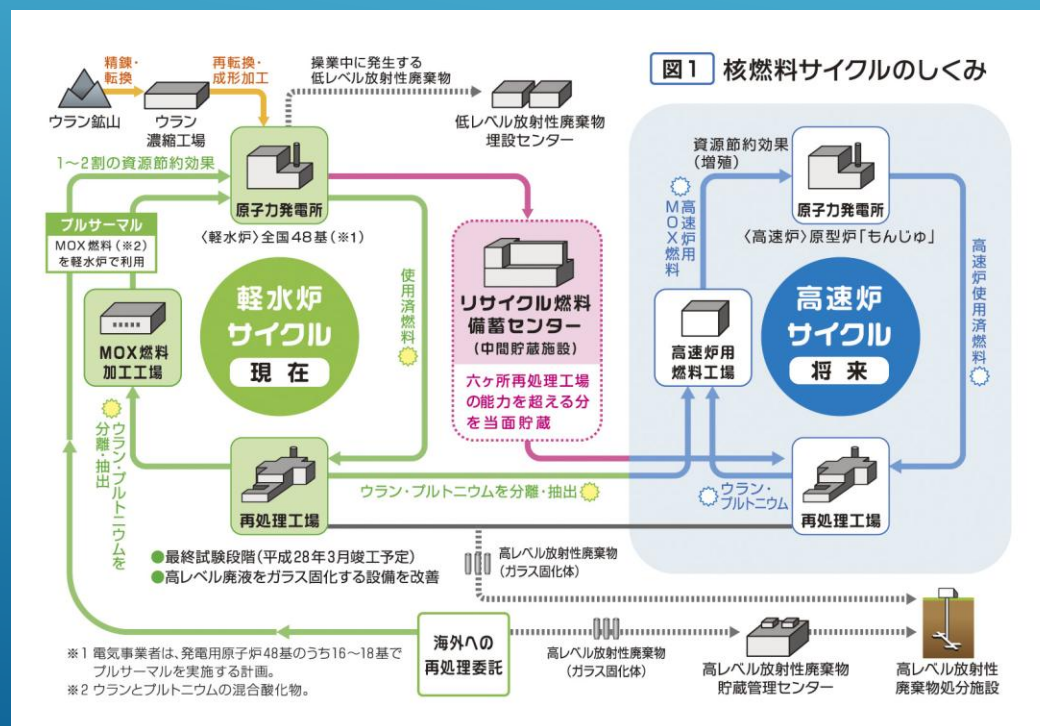 図1 核燃料サイクルのしくみ
精錬・
転換
再転換・
成形加工
操業中に発生する
低レベル放射性廃棄物
ウラン鉱山
ウラン
濃縮工場
低レベル放射性廃棄物
埋設センター
1～2割の資源節約効果
原子力発電所
〈軽水炉〉全国48基(※1)
プルサーマル
MOX燃料(※2)
を軽水炉で利用
軽水炉
サイクル
現在
使用済燃料
MOX燃料
加工工場
ウラン・プルトニウムを
分離・抽出
再処理工場
ウラン・プルトニウムを分離・抽出
リサイクル燃料
備蓄センター
(中間貯蔵施設)
六ヶ所再処理工場
の能力を超える分
を当面貯蔵
資源節約効果
(増殖)
原子力発電所
〈高速炉〉原型炉「もんじゅ」
高速炉用
MOX燃料
高速炉
サイクル
将来
高速炉使用済燃料
高速炉用
燃料工場
ウラン・
プルトニウム
再処理工場
●最終試験段階(平成28年3月竣工予定)
●高レベル廃液をガラス固化する設備を改善
高レベル放射性廃棄物
(ガラス固化体)
海外への
再処理委託
高レベル放射性廃棄物
(ガラス固化体)
高レベル放射性廃棄物
貯蔵管理センター
高レベル放射性
廃棄物処分施設
※1 電気事業者は、発電用原子炉48基のうち16～18基で
プルサーマルを実施する計画。
※2 ウランとプルトニウムの混合酸化物。